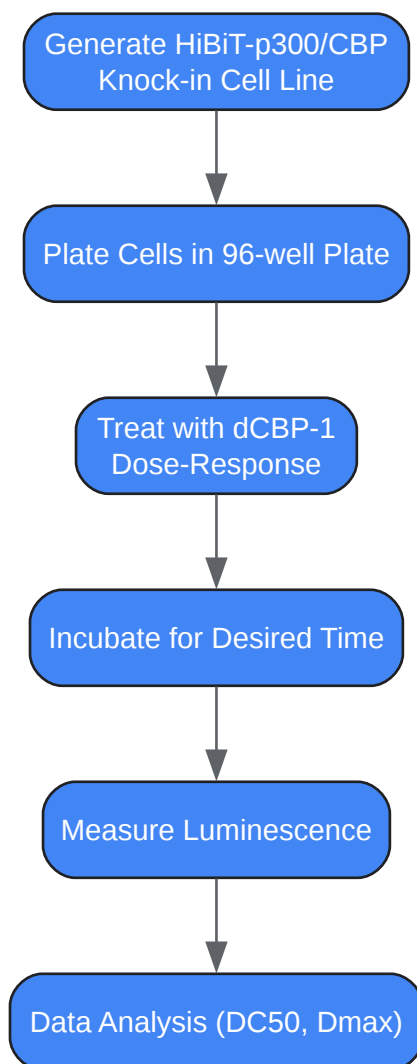 Generate HiBiT-p300/CBP
Knock-in Cell Line
Plate Cells in 96-well Plate
Treat with dCBP-1
Dose-Response
Incubate for Desired Time
Measure Luminescence
Data Analysis (DC50, Dmax)